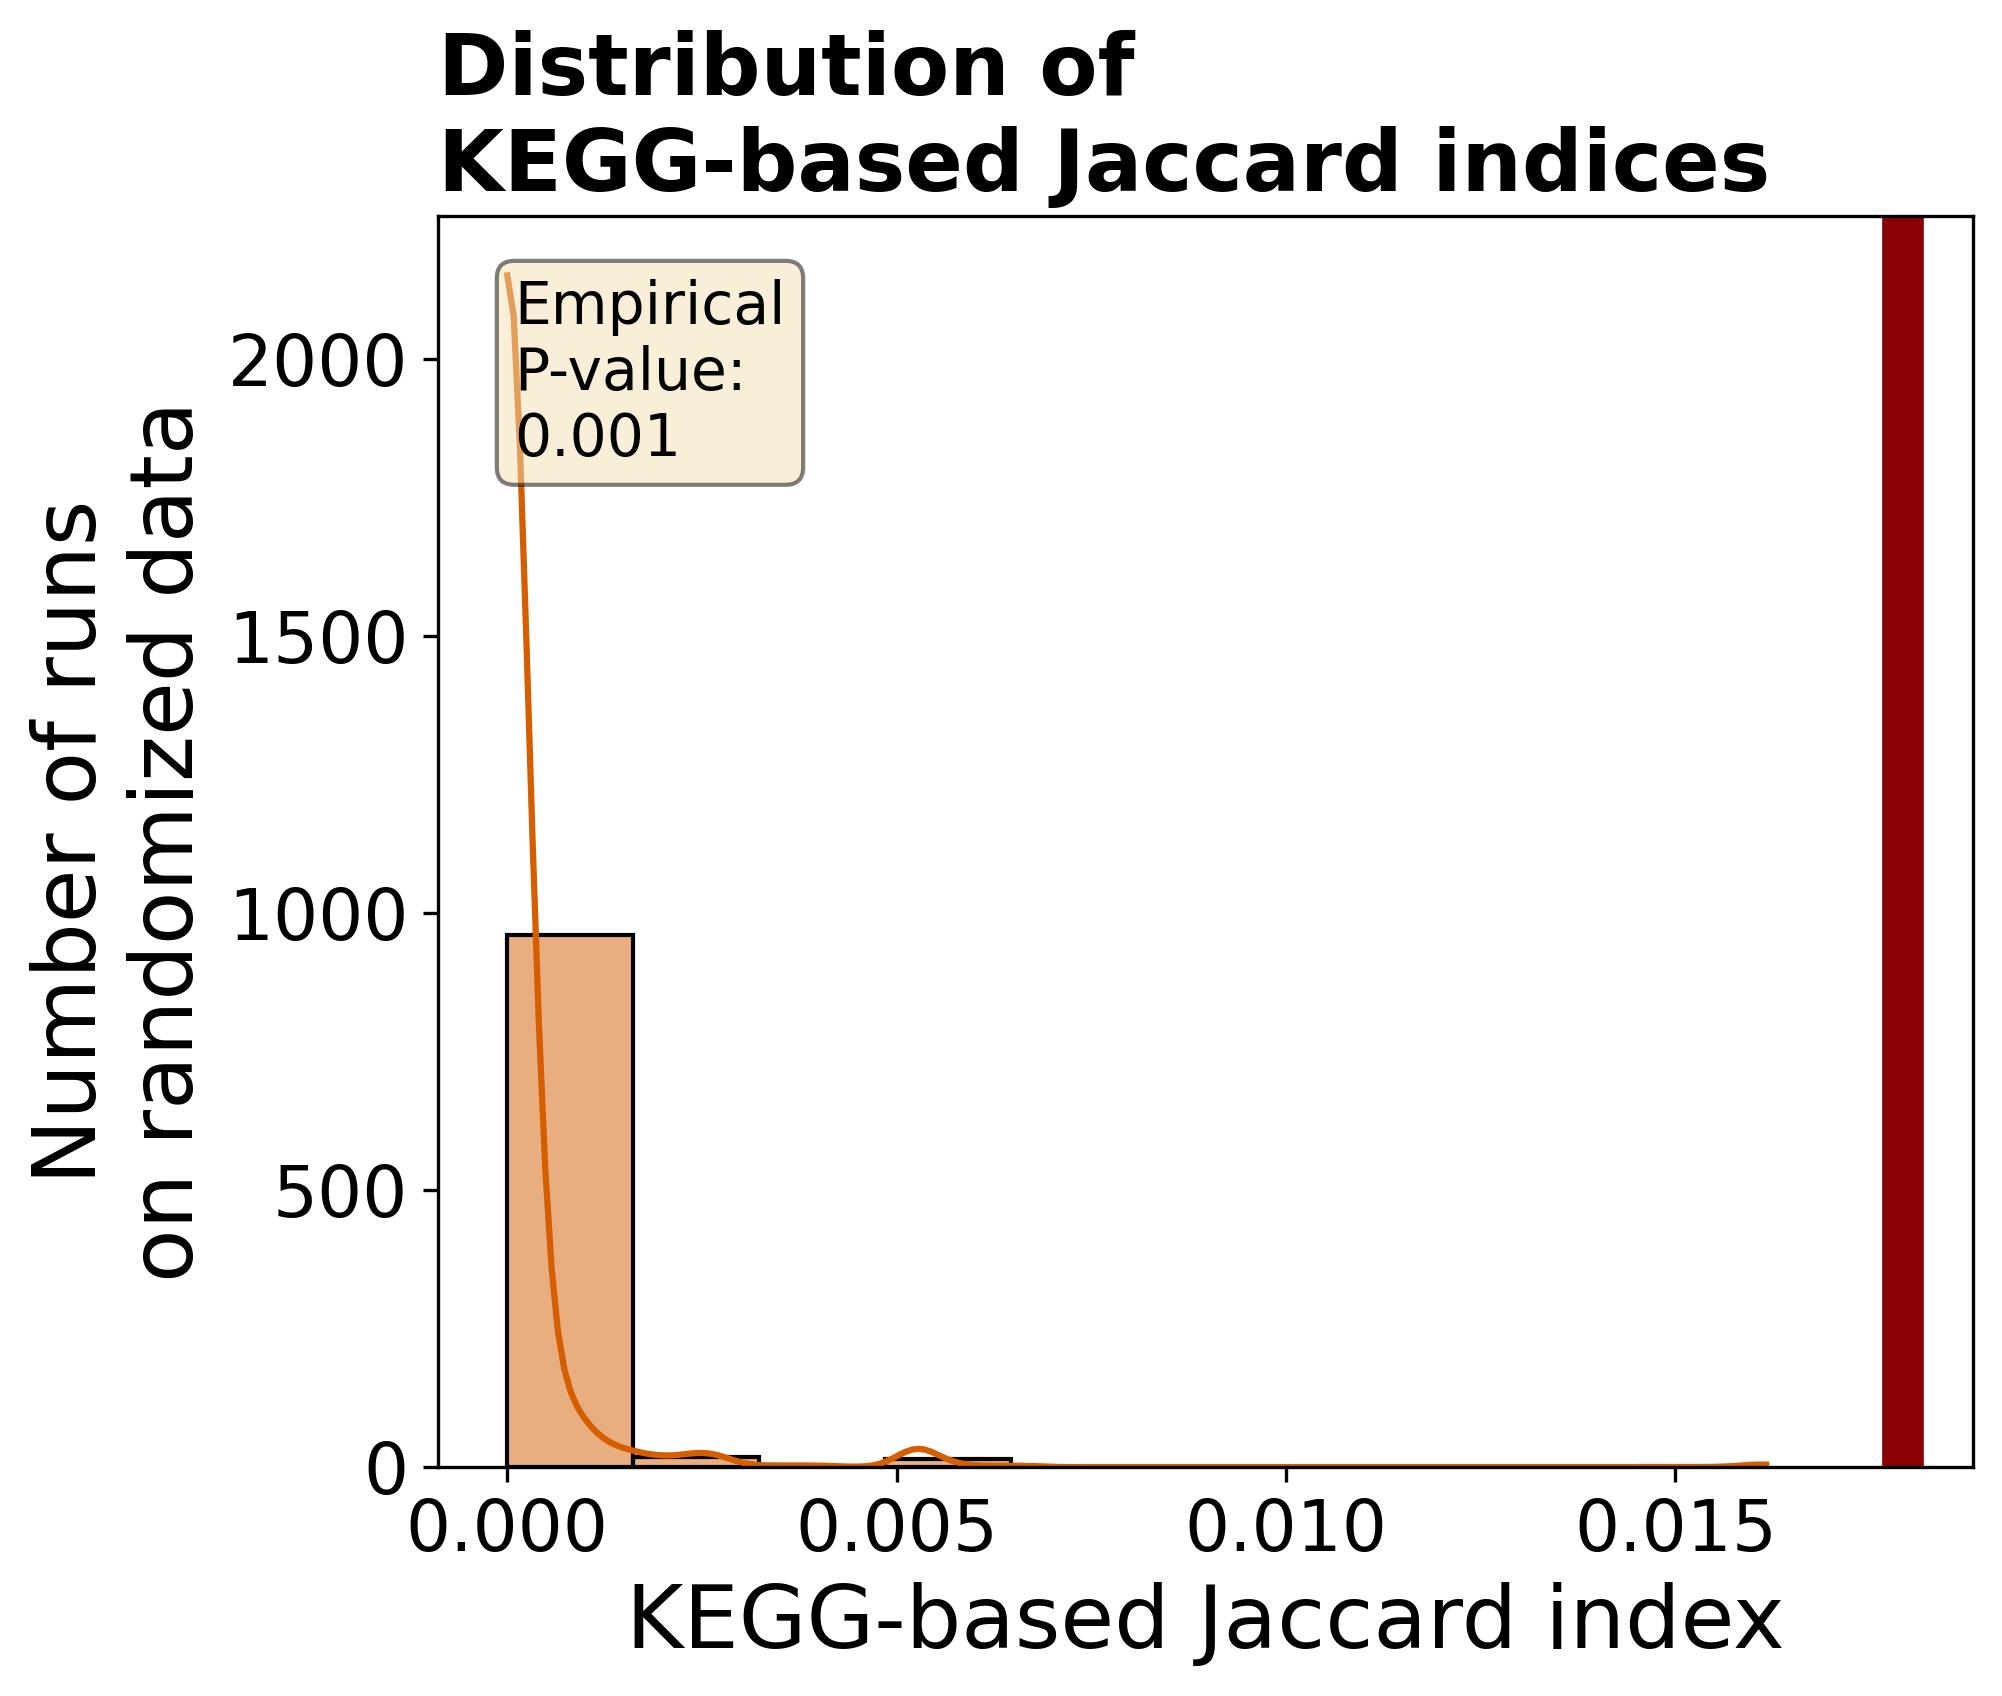 Distribution of
KEGG-based Jaccard indices
Empirical
P-value:
0.001
Number of runs
on randomized data
2000
1500
1000
500
0
0.000
0.005
0.010
0.015
KEGG-based Jaccard index